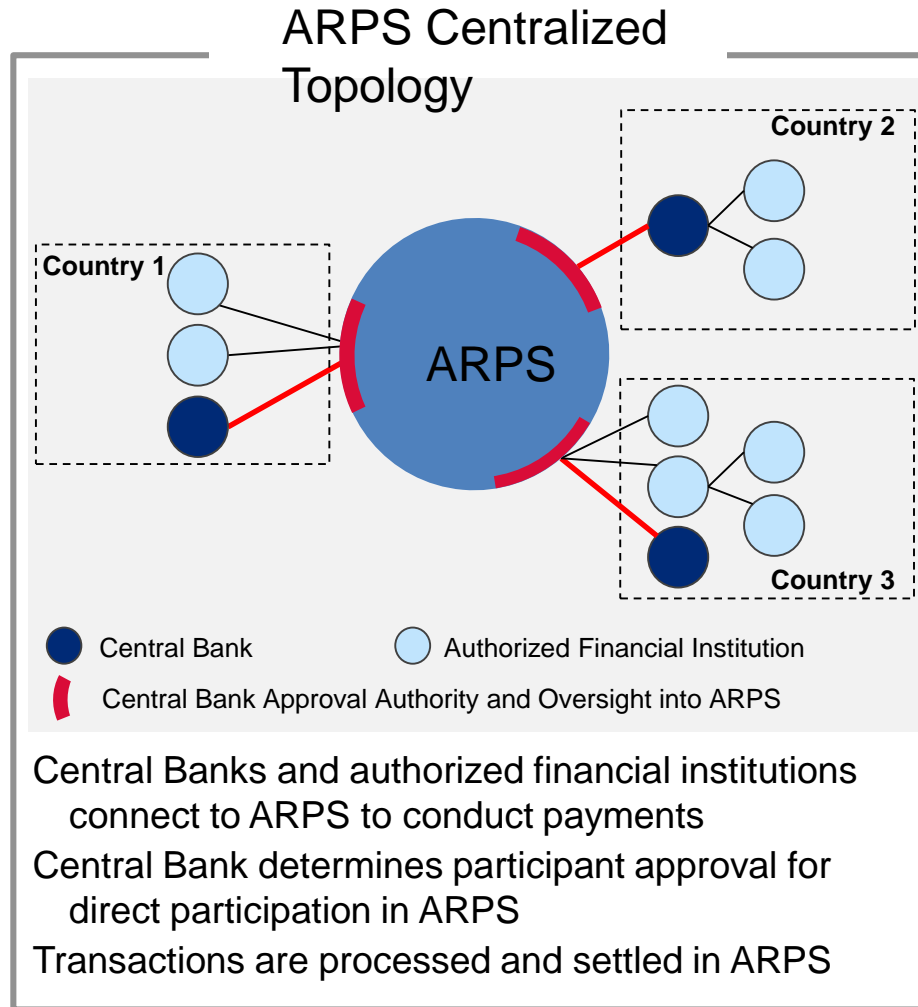 ARPS Centralized
Topology
Country 2
Country 1
ARPS
Country 3
Central Bank
Authorized Financial Institution
Central Bank Approval Authority and Oversight into ARPS
Central Banks and authorized financial institutions
connect to ARPS to conduct payments
Central Bank determines participant approval for
direct participation in ARPS
Transactions are processed and settled in ARPS